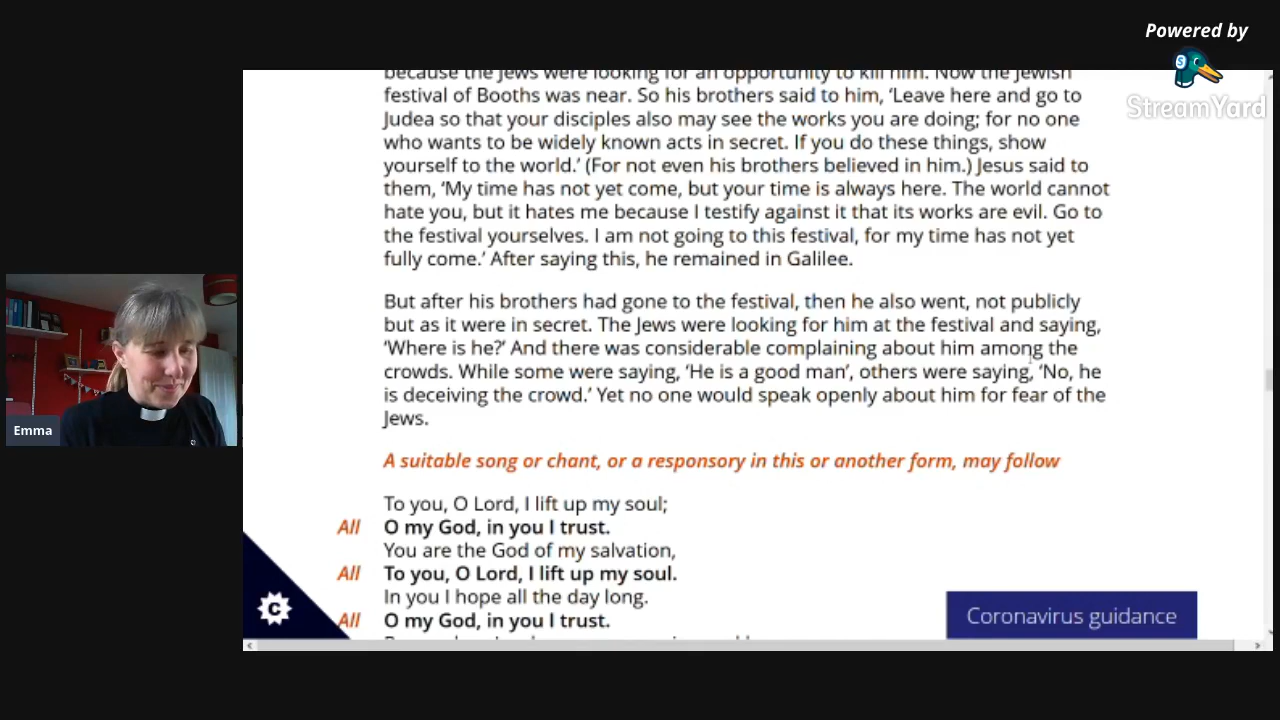 Powered by
StreamYard
because the Jews were looking for an opportunity to kill him. Now the Jewish
festival of Booths was near. So his brothers said to him, ‘Leave here and go to
Judea so that your disciples also may see the works you are doing; for no one
who wants to be widely known acts in secret. If you do these things, show
yourself to the world.’ (For not even his brothers believed in him.) Jesus said to
them, ‘My time has not yet come, but your time is always here. The world cannot
hate you, but it hates me because I testify against it that its works are evil. Go to
the festival yourselves. I am not going to this festival, for my time has not yet
fully come.’ After saying this, he remained in Galilee.
But after his brothers had gone to the festival, then he also went, not publicly
but as it were in secret. The Jews were looking for him at the festival and saying,
‘Where is he?’ And there was considerable complaining about him among the
crowds. While some were saying, ‘He is a good man’, others were saying, ‘No, he
is deceiving the crowd.’ Yet no one would speak openly about him for fear of the
Jews.
A suitable song or chant, or a responsory in this or another form, may follow
To you, O Lord, I lift up my soul;
All O my God, in you I trust.
You are the God of my salvation,
All To you, O Lord, I lift up my soul.
In you I hope all the day long.
All O my God, in you I trust.
Emma
C
Coronavirus guidance